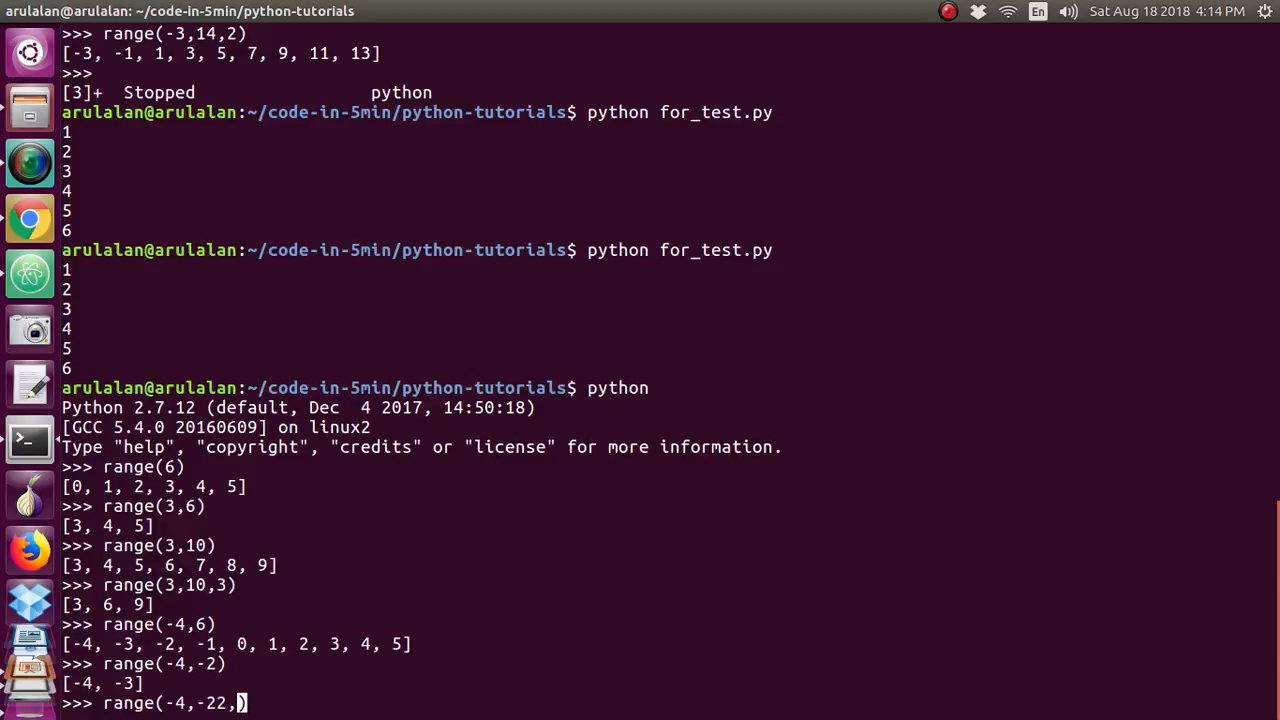 arulalan@arulalan: ~/code-in-5min/python-tutorials
En
Sat Aug 18 2018 4:14 PM
>>> range(-3,14,2)
[-3, -1, 1, 3, 5, 7, 9, 11, 13]
>>>
[3]+  Stopped                 python
arulalan@arulalan:~/code-in-5min/python-tutorials$ python for_test.py
1
2
3
4
5
6
arulalan@arulalan:~/code-in-5min/python-tutorials$ python for_test.py
1
2
3
4
5
6
arulalan@arulalan:~/code-in-5min/python-tutorials$ python
Python 2.7.12 (default, Dec  4 2017, 14:50:18)
[GCC 5.4.0 20160609] on linux2
Type "help", "copyright", "credits" or "license" for more information.
>>> range(6)
[0, 1, 2, 3, 4, 5]
>>> range(3,6)
[3, 4, 5]
>>> range(3,10)
[3, 4, 5, 6, 7, 8, 9]
>>> range(3,10,3)
[3, 6, 9]
>>> range(-4,6)
[-4, -3, -2, -1, 0, 1, 2, 3, 4, 5]
>>> range(-4,-2)
[-4, -3]
>>> range(-4,-22,)